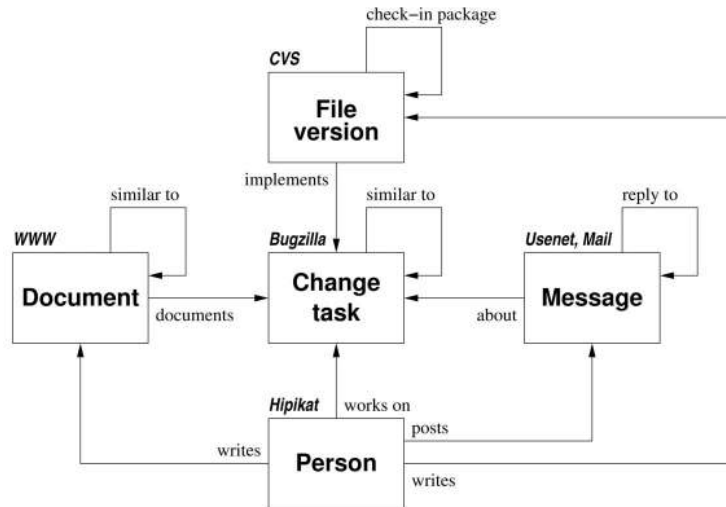 check-in package
CVS
File
version
implements
similar to
similar to
reply to
WWW
Bugzilla
Usenet, Mail
Document
Change
task
Message
documents
about
Hipikat
works on
posts
writes
Person
writes